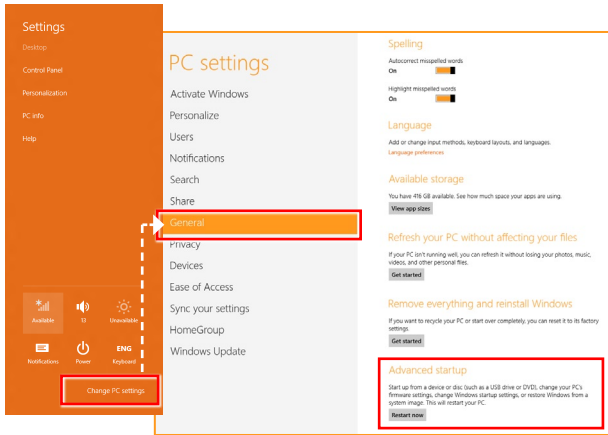 Settings
Desktop
Control Panel
Personalization
PC info
Help
Available
13
Unavailable
Notifications
Power
ENG
Keyboard
Change PC settings
PC settings
Activate Windows
Personalize
Users
Notifications
Search
Share
General
Privacy
Devices
Ease of Access
Sync your settings
HomeGroup
Windows Update
Spelling
Autocorrect misspelled words
On
Highlight misspelled words
On
Language
Add or change input methods, keyboard layouts, and languages.
Language preferences
Available storage
You have 416 GB available. See how much space your apps are using.
View app sizes
Refresh your PC without affecting your files
If your PC isn't running well, you can refresh it without losing your photos, music,
videos, and other personal files.
Get started
Remove everything and reinstall Windows
If you want to recycle your PC or start over completely, you can reset it to its factory
settings.
Get started
Advanced startup
Start up from a device or disc (such as a USB drive or DVD), change your PC's
firmware settings, change Windows startup settings, or restore Windows from a
system image. This will restart your PC.
Restart now